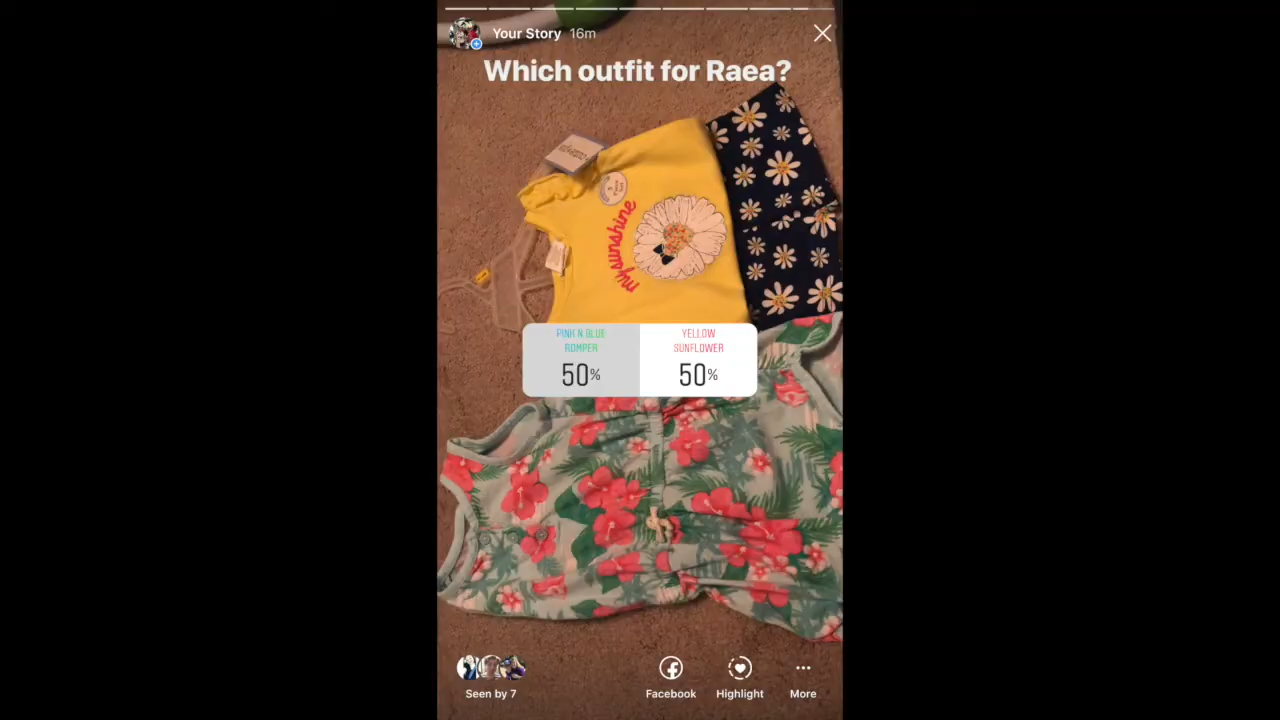 Your Story 16m
Which outfit for Raea?
my sunshine
PINK N BLUE
ROMPER
YELLOW
SUNFLOWER
50%
50%
Seen by 7
Facebook
Highlight
More